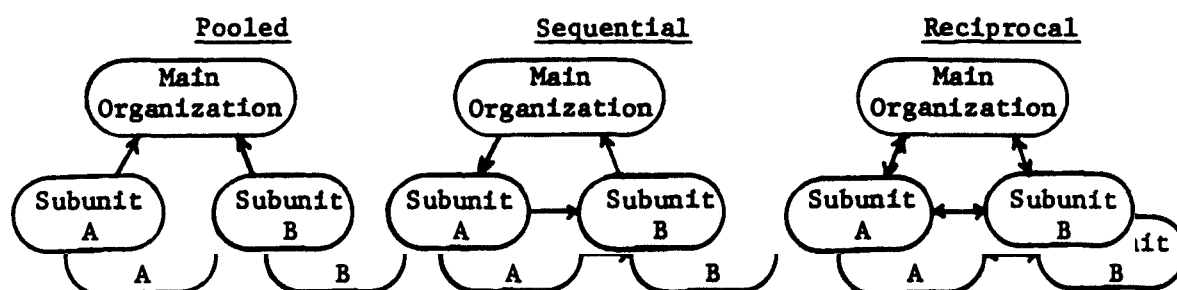 Pooled Sequential Reciprocal
Main Main Main
Organization Organization Organization
Subunit Subunit Subunit Subunit Subunit Subunit
A B A B A B
A B A B A B